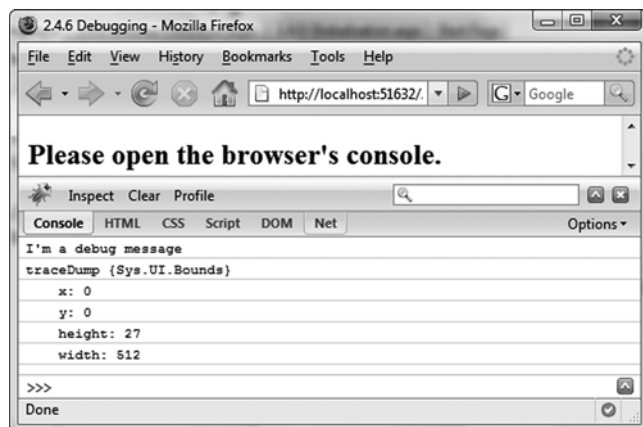 2.4.6 Debugging - Mozilla Firefox
File Edit View History Bookmarks Tools Help
http://localhost:51632/. G Google
Please open the browser's console.
Inspect Clear Profile
Console HTML CSS Script DOM Net Options
I'm a debug message
traceDump {Sys.UI.Bounds}
x: 0
y: 0
height: 27
width: 512
>>>
Done